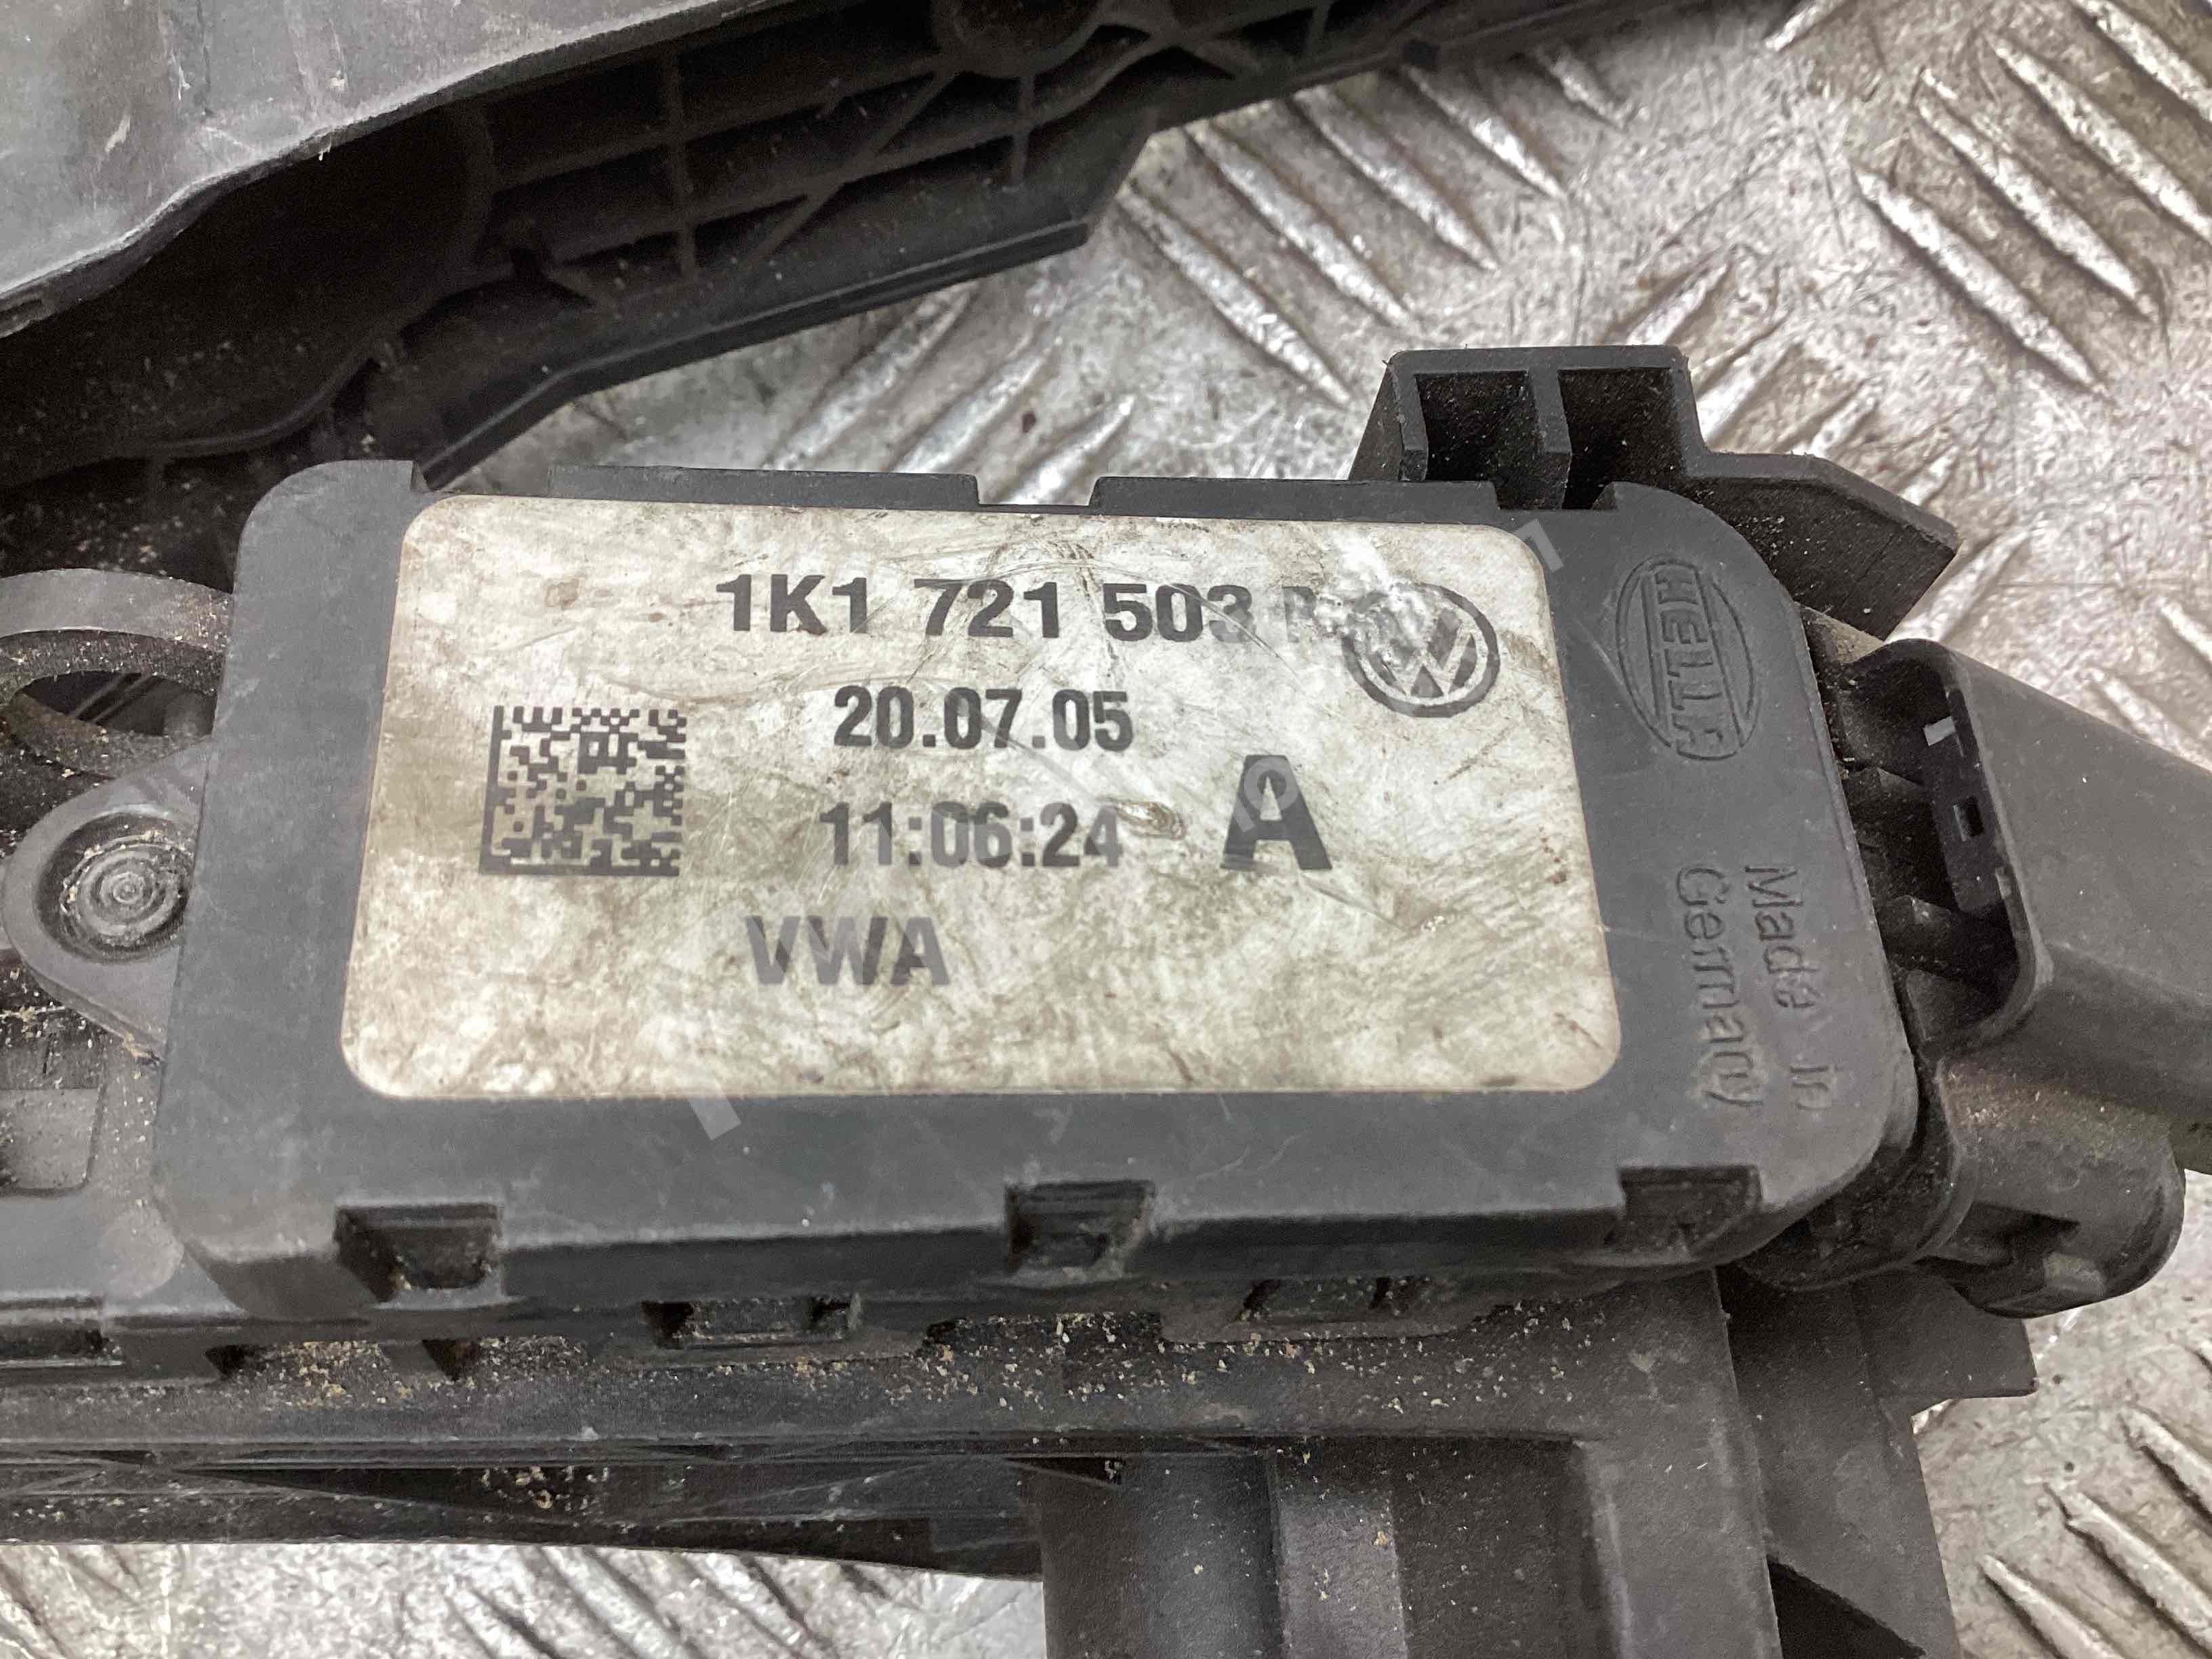 1K1 721 503
20.07.05
11:06:24 A
VWA
HELLA
Made in
Germany